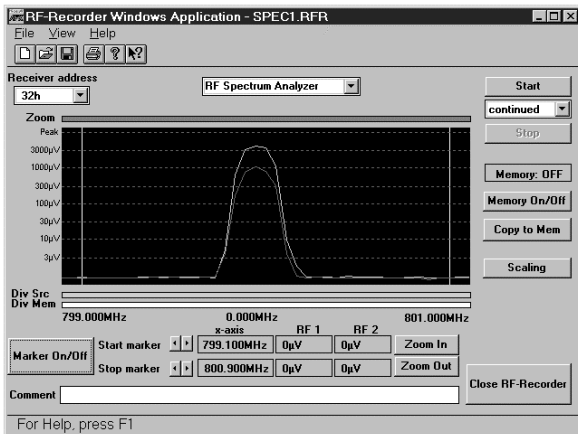 RF-Recorder Windows Application - SPEC1.RFR
File View Help
Receiver address
32h
RF Spectrum Analyzer
Start
continued
Stop
Zoom
Peak
3000µV
1000µV
300µV
100µV
30µV
10µV
3µV
Memory: OFF
Memory On/Off
Copy to Mem
Scaling
Div Src
Div Mem
799.000MHz 0.000MHz 801.000MHz
x-axis RF 1 RF 2
Marker On/Off
Start marker 799.100MHz 0µV 0µV Zoom In
Stop marker 800.900MHz 0µV 0µV Zoom Out
Close RF-Recorder
Comment
For Help, press F1